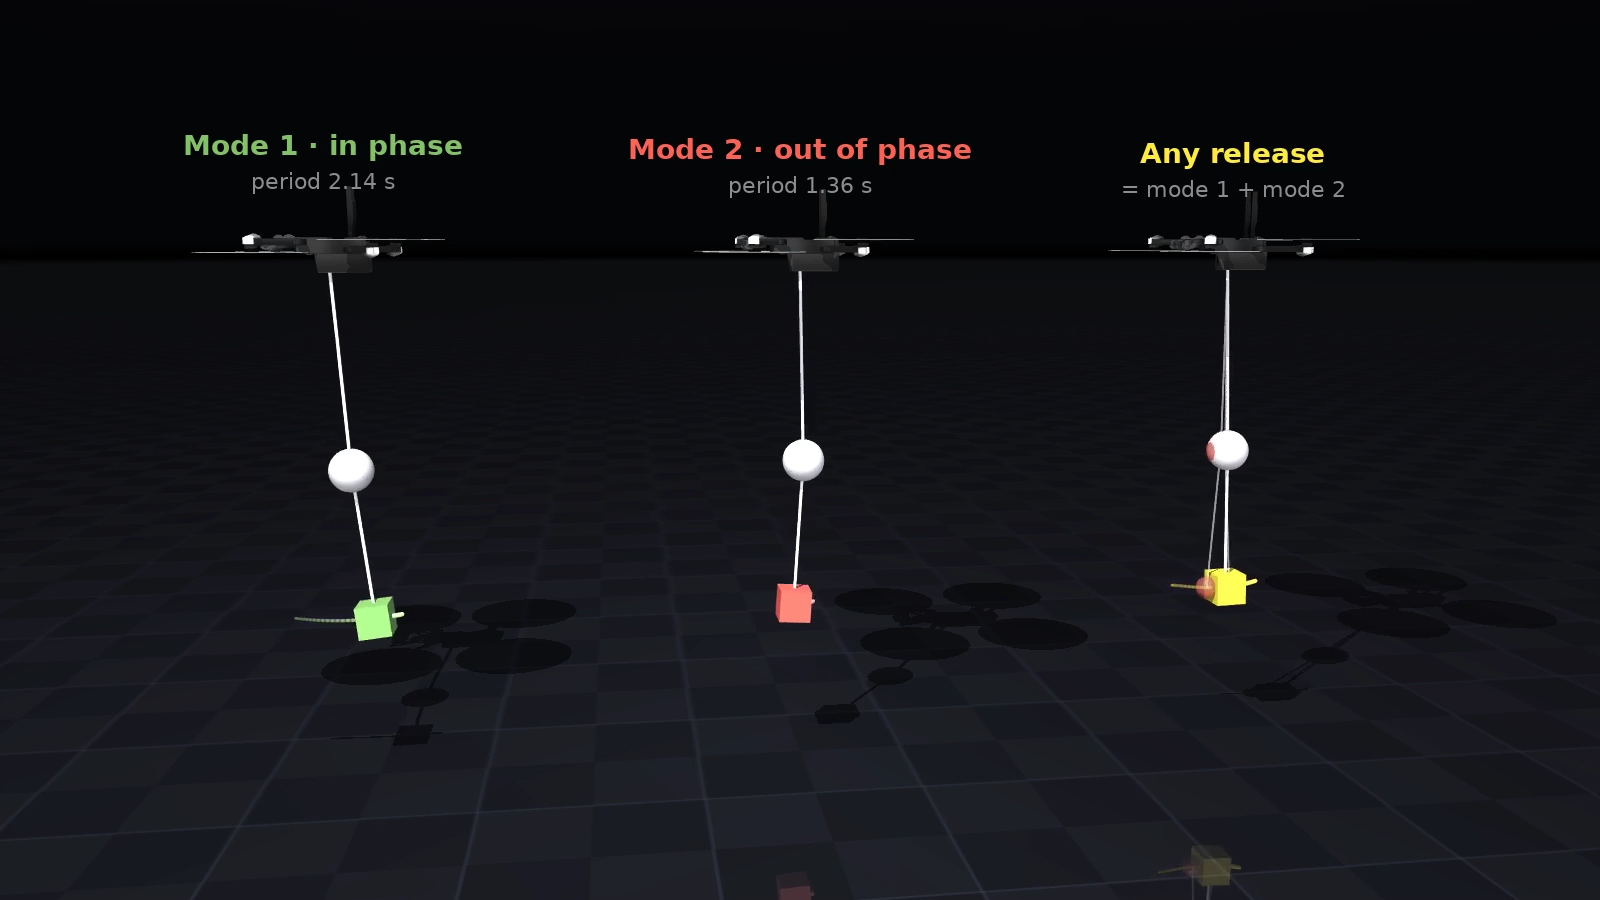 Mode 1 · in phase
period 2.14 s
Mode 2 · out of phase
period 1.36 s
Any release
= mode 1 + mode 2